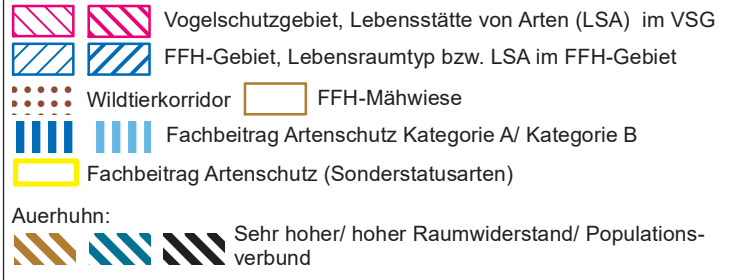 Vogelschutzgebiet, Lebensstätte von Arten (LSA) im VSG
FFH-Gebiet, Lebensraumtyp bzw. LSA im FFH-Gebiet
Wildtierkorridor FFH-Mähwiese
Fachbeitrag Artenschutz Kategorie A/ Kategorie B
Fachbeitrag Artenschutz (Sonderstatusarten)
Auerhuhn:
Sehr hoher/ hoher Raumwiderstand/ Populations-
verbund